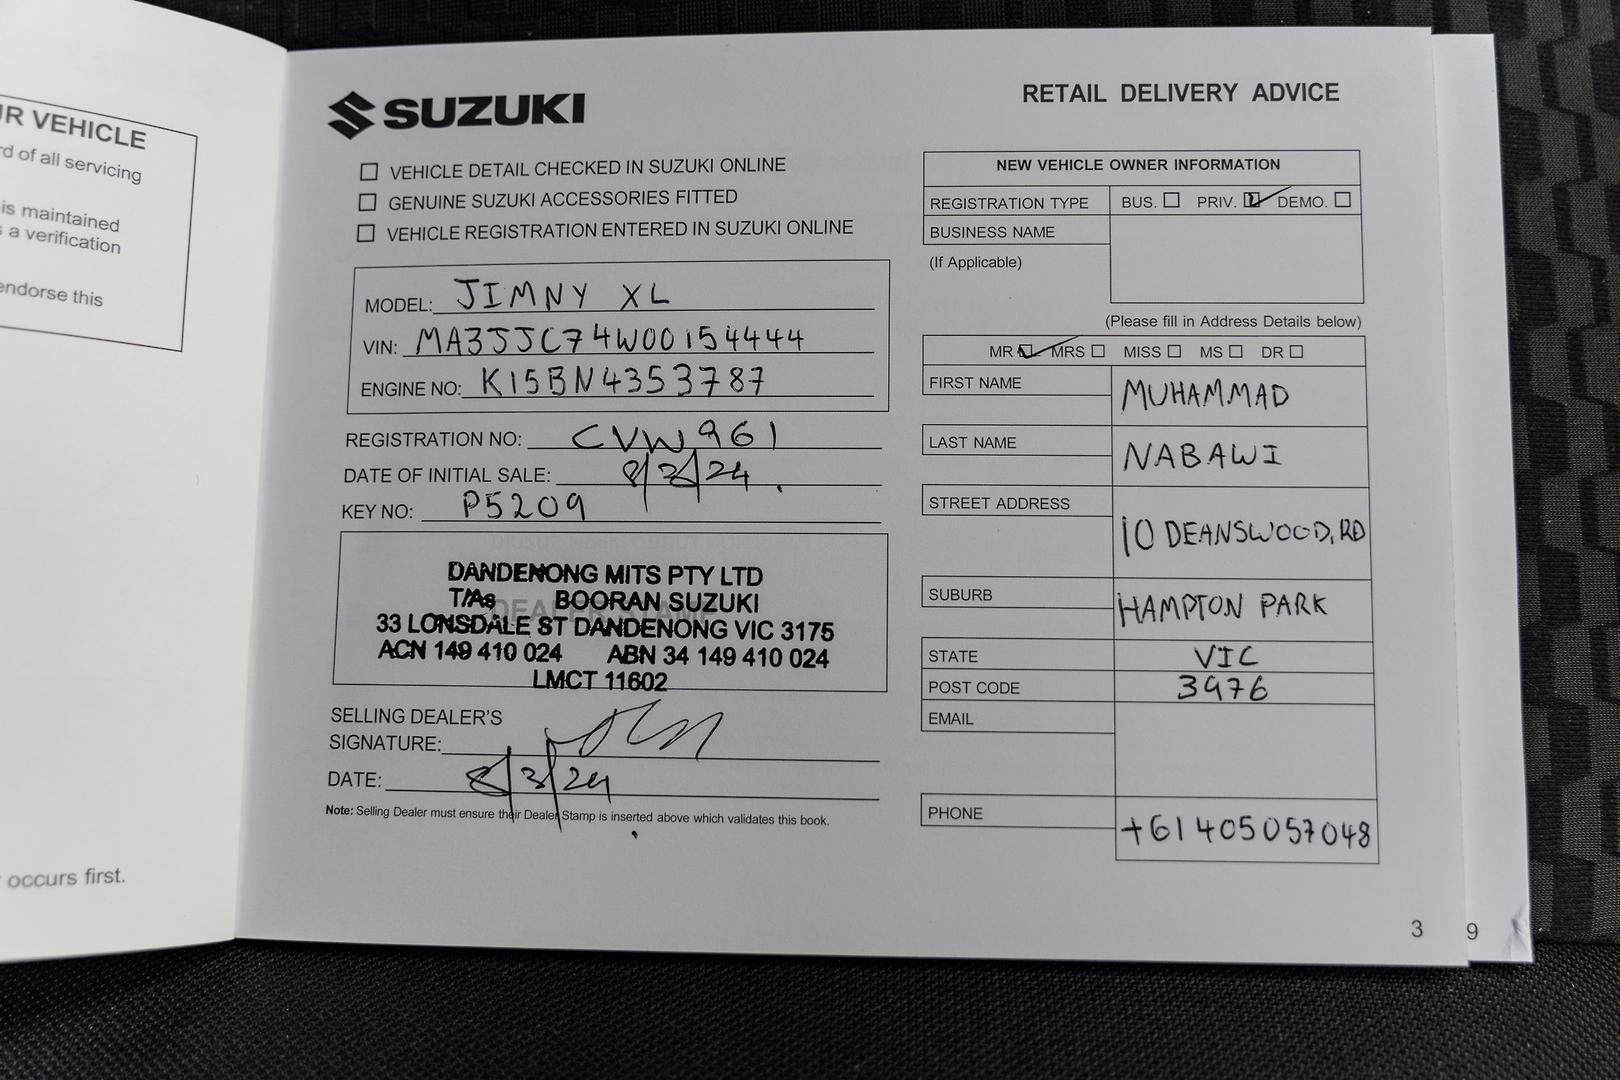 UR VEHICLE
rd of all servicing
is maintained
s a verification
endorse this
occurs first.
SUZUKI
RETAIL DELIVERY ADVICE
VEHICLE DETAIL CHECKED IN SUZUKI ONLINE
GENUINE SUZUKI ACCESSORIES FITTED
VEHICLE REGISTRATION ENTERED IN SUZUKI ONLINE
MODEL: JIMNY XL
VIN: MA3JJC74W00154444
ENGINE NO: K15BN4353787
REGISTRATION NO: CVW961
DATE OF INITIAL SALE: 8/3/24
KEY NO: P5209
DEALER STAMP
DANDENONG MITS PTY LTD
T/As BOORAN SUZUKI
33 LONSDALE ST DANDENONG VIC 3175
ACN 149 410 024 ABN 34 149 410 024
LMCT 11602
SELLING DEALER'S
SIGNATURE:
DATE: 8/3/24
Note: Selling Dealer must ensure their Dealer Stamp is inserted above which validates this book.
NEW VEHICLE OWNER INFORMATION
REGISTRATION TYPE BUS. PRIV. DEMO.
BUSINESS NAME
(If Applicable)
(Please fill in Address Details below)
MR MRS MISS MS DR
FIRST NAME MUHAMMAD
LAST NAME NABAWI
STREET ADDRESS 10 DEANSWOOD, RD
SUBURB HAMPTON PARK
STATE VIC
POST CODE 3976
EMAIL
PHONE +61405057048
3
9